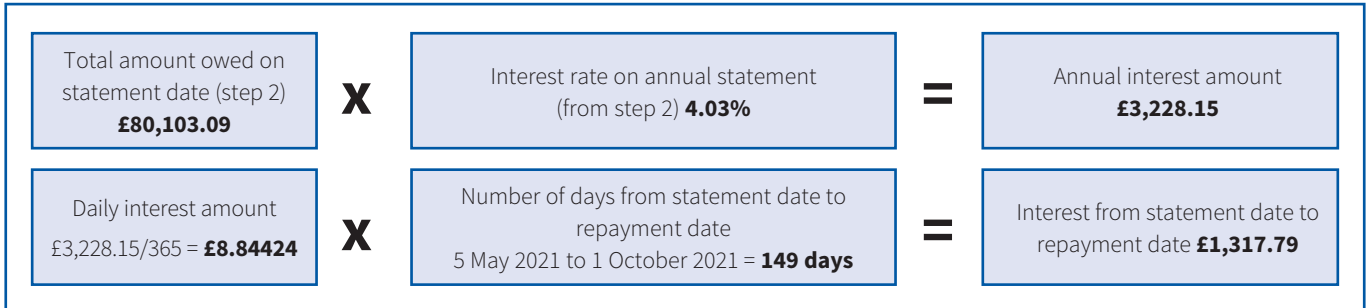 Total amount owed on
statement date (step 2)
£80,103.09
x
Interest rate on annual statement
(from step 2) 4.03%
=
Annual interest amount
£3,228.15
Daily interest amount
£3,228.15/365 = £8.84424
x
Number of days from statement date to
repayment date
5 May 2021 to 1 October 2021 = 149 days
=
Interest from statement date to
repayment date £1,317.79